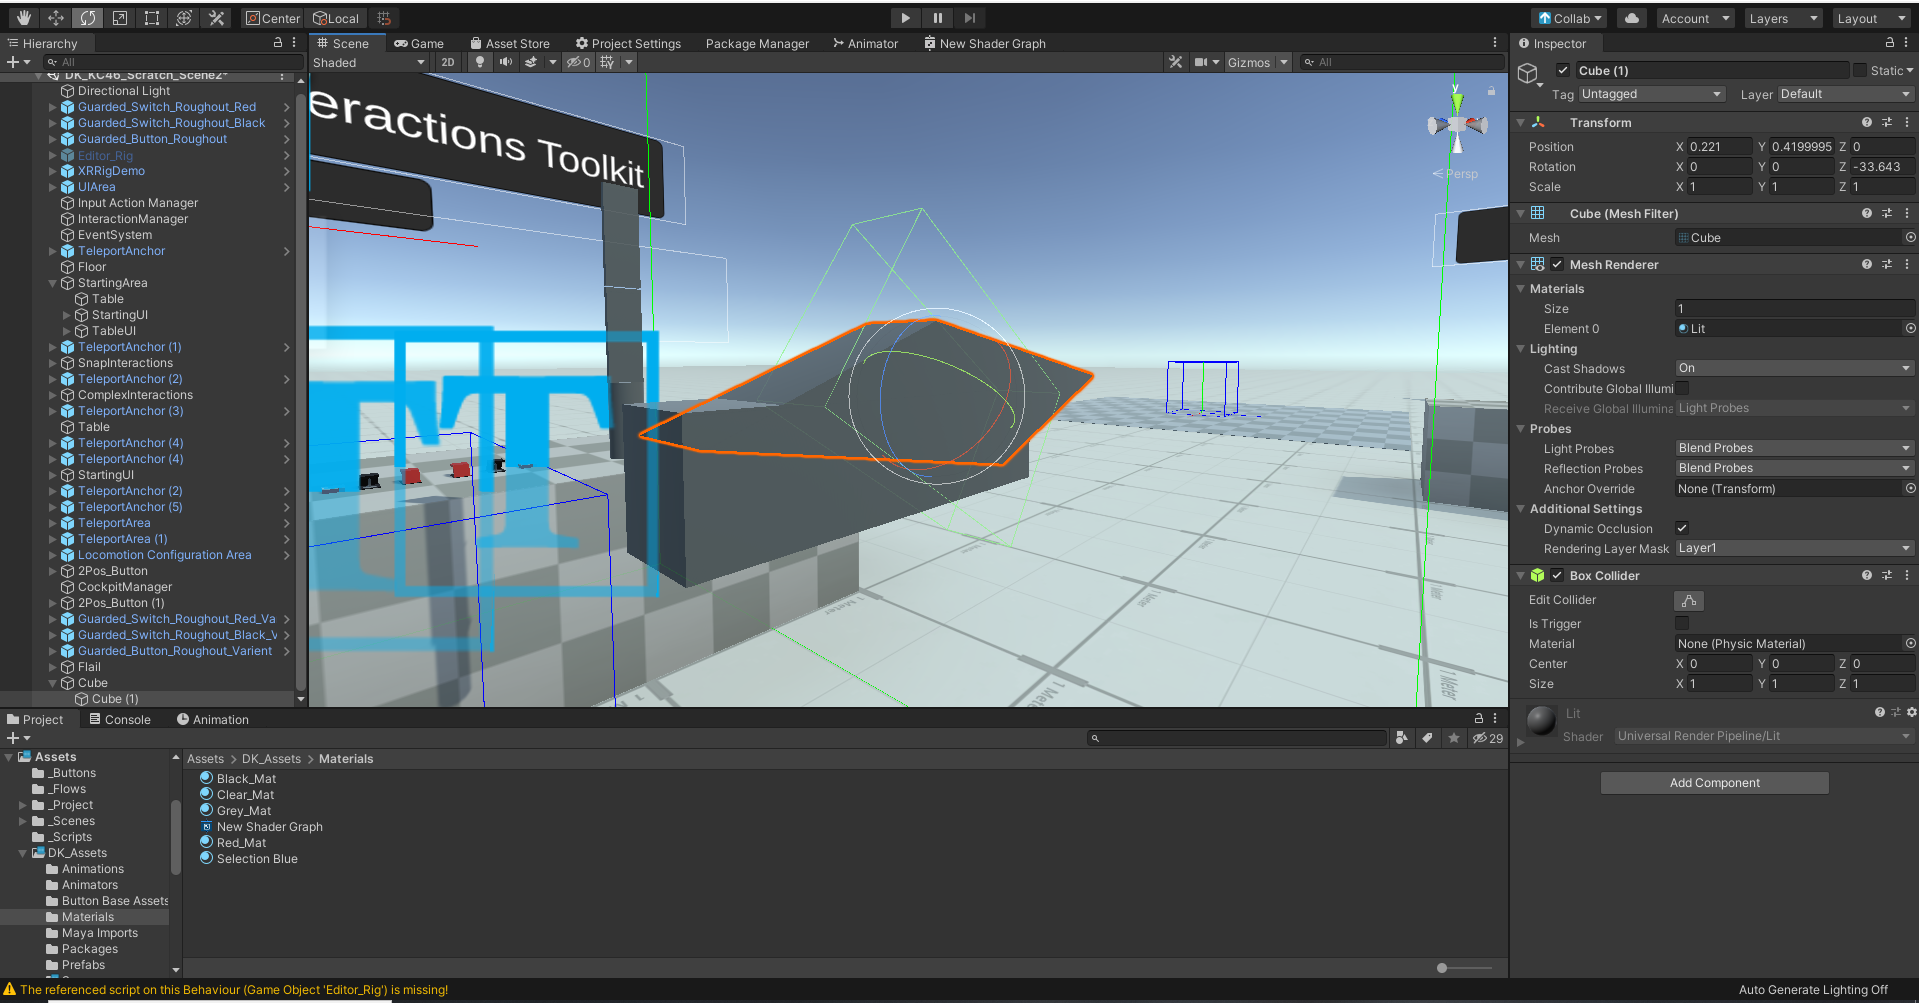 Center
Local
Collab
Account
Layers
Layout
Hierarchy
Scene
Game
Asset Store
Project Settings
Package Manager
Animator
New Shader Graph
Inspector
All
Shaded
2D
0
Gizmos
All
Cube (1)
Static
Tag
Untagged
Layer
Default
DK_KC46_Scratch_Scene2*
Directional Light
Guarded_Switch_Roughout_Red
Guarded_Switch_Roughout_Black
Guarded_Button_Roughout
Editor_Rig
XRRigDemo
UIArea
Input Action Manager
InteractionManager
EventSystem
TeleportAnchor
Floor
StartingArea
Table
StartingUI
TableUI
TeleportAnchor (1)
SnapInteractions
TeleportAnchor (2)
ComplexInteractions
TeleportAnchor (3)
Table
TeleportAnchor (4)
TeleportAnchor (4)
StartingUI
TeleportAnchor (2)
TeleportAnchor (5)
TeleportArea
TeleportArea (1)
Locomotion Configuration Area
2Pos_Button
CockpitManager
2Pos_Button (1)
Guarded_Switch_Roughout_Red_Va
Guarded_Switch_Roughout_Black_V
Guarded_Button_Roughout_Varient
Flail
Cube
Cube (1)
eractions Toolkit
y
Persp
T
T
1 Meter
1 Meter
1 Meter
Transform
Position X 0.221 Y 0.4199995 Z 0
Rotation X 0 Y 0 Z -33.643
Scale X 1 Y 1 Z 1
Cube (Mesh Filter)
Mesh
Cube
Mesh Renderer
Materials
Size
1
Element 0
Lit
Lighting
Cast Shadows
On
Contribute Global Illumi
Receive Global Illumina
Light Probes
Probes
Light Probes
Blend Probes
Reflection Probes
Blend Probes
Anchor Override
None (Transform)
Additional Settings
Dynamic Occlusion
Rendering Layer Mask
Layer1
Box Collider
Edit Collider
Is Trigger
Material
None (Physic Material)
Center X 0 Y 0 Z 0
Size X 1 Y 1 Z 1
Lit
Shader
Universal Render Pipeline/Lit
Add Component
Project
Console
Animation
29
Assets
_Buttons
_Flows
_Project
_Scenes
_Scripts
DK_Assets
Animations
Animators
Button Base Assets
Materials
Maya Imports
Packages
Prefabs
Assets > DK_Assets > Materials
Black_Mat
Clear_Mat
Grey_Mat
New Shader Graph
Red_Mat
Selection Blue
The referenced script on this Behaviour (Game Object 'Editor_Rig') is missing!
Auto Generate Lighting Off